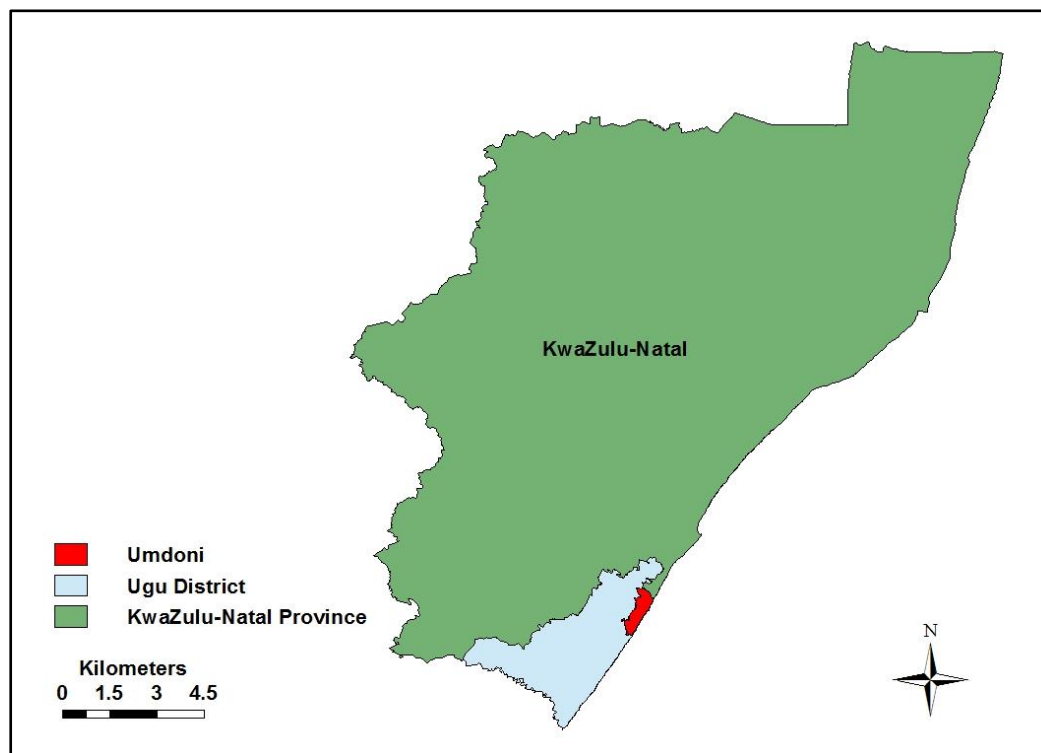 KwaZulu-Natal
Umdoni
Ugu District
KwaZulu-Natal Province
Kilometers
0 1.5 3 4.5
N